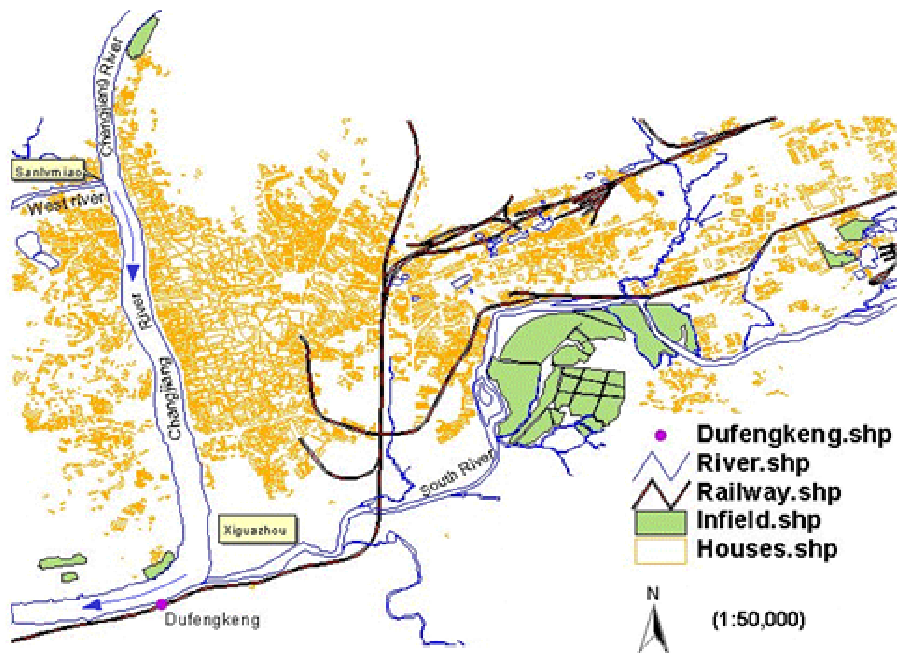 Changjiang River
Sanlvmiao
West river
River
Changjiang
South River
Xiguazhou
Dufengkeng
Dufengkeng.shp
River.shp
Railway.shp
Infield.shp
Houses.shp
N
(1:50,000)